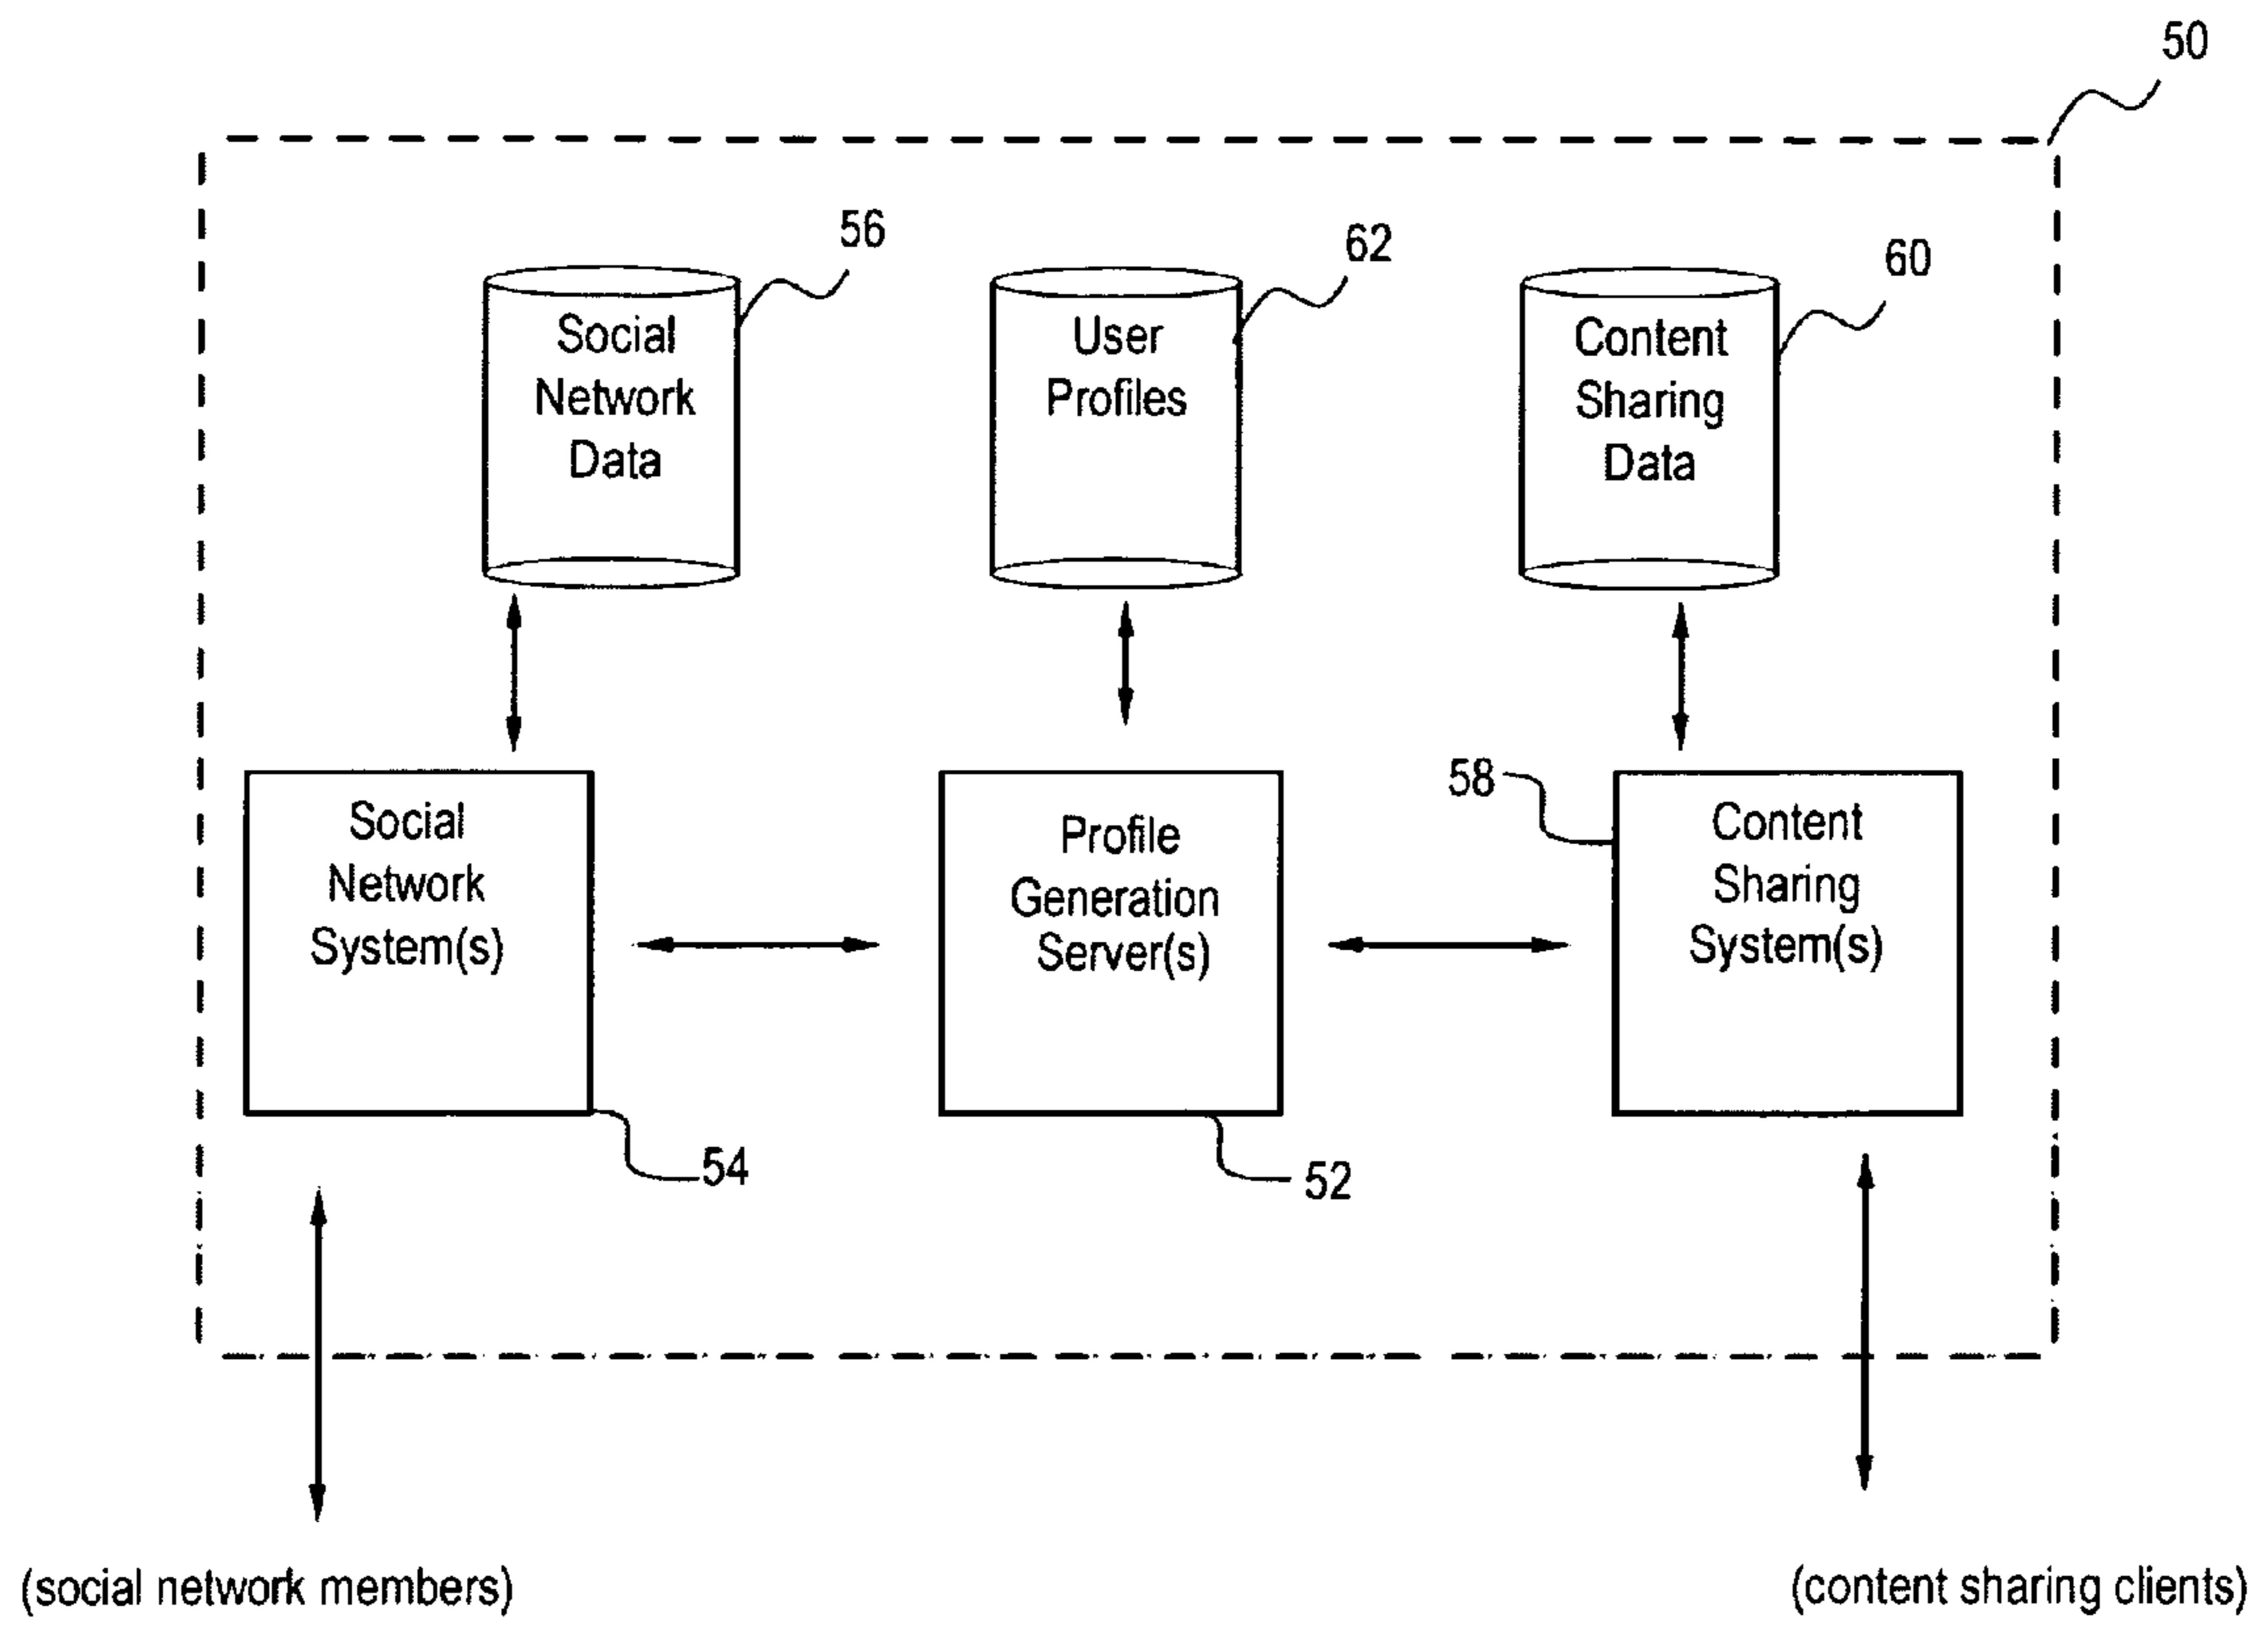 50
56
62
60
Social
Network
Data
User
Profiles
Content
Sharing
Data
58
Social
Network
System(s)
Profile
Generation
Server(s)
Content
Sharing
System(s)
54
52
(social network members)
(content sharing clients)